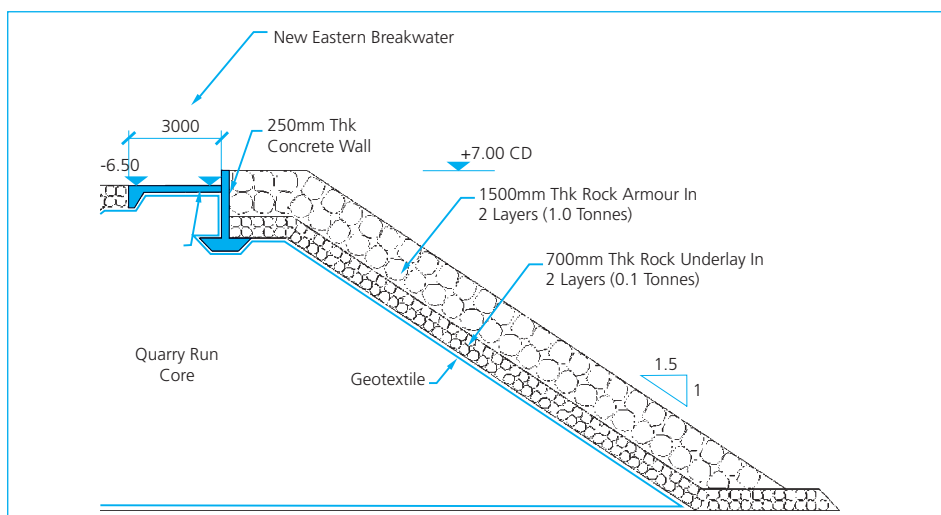 New Eastern Breakwater
3000
250mm Thk
Concrete Wall
-6.50
+7.00 CD
1500mm Thk Rock Armour In
2 Layers (1.0 Tonnes)
700mm Thk Rock Underlay In
2 Layers (0.1 Tonnes)
Quarry Run
Core
Geotextile
1.5
1